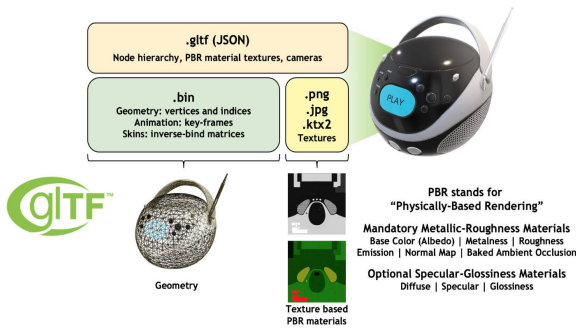 .gltf (JSON)
Node hierarchy, PBR material textures, cameras
.bin
Geometry: vertices and indices
Animation: key-frames
Skins: inverse-bind matrices
.png
.jpg
.ktx2
Textures
PLAY
glTF™
Geometry
Texture based
PBR materials
PBR stands for
“Physically-Based Rendering”
Mandatory Metallic-Roughness Materials
Base Color (Albedo) | Metalness | Roughness
Emission | Normal Map | Baked Ambient Occlusion
Optional Specular-Glossiness Materials
Diffuse | Specular | Glossiness